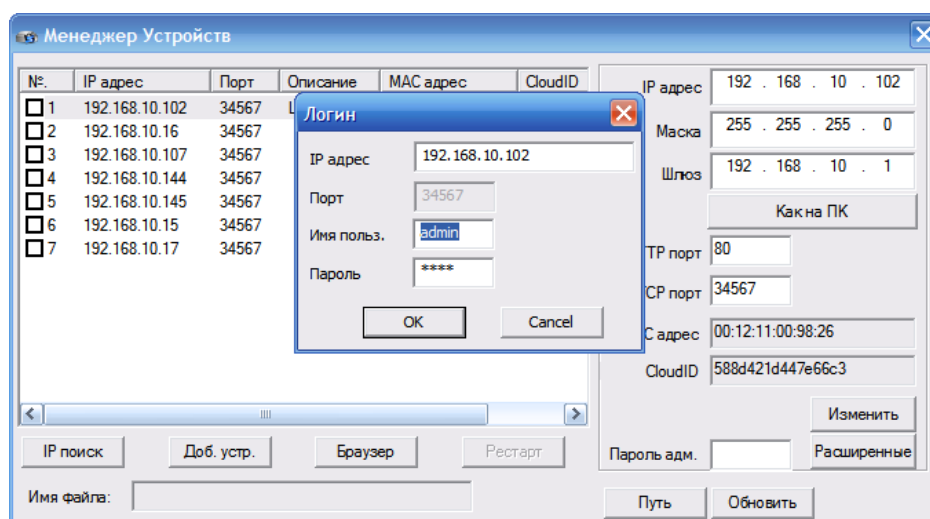 Менеджер Устройств
№. IP адрес Порт Описание MAC адрес CloudID
1 192.168.10.102 34567
2 192.168.10.16 34567
3 192.168.10.107 34567
4 192.168.10.144 34567
5 192.168.10.145 34567
6 192.168.10.15 34567
7 192.168.10.17 34567
Логин
IP адрес 192.168.10.102
Порт 34567
Имя польз. admin
Пароль ****
OK Cancel
IP адрес 192 . 168 . 10 . 102
Маска 255 . 255 . 255 . 0
Шлюз 192 . 168 . 10 . 1
Как на ПК
TP порт 80
CP порт 34567
C адрес 00:12:11:00:98:26
CloudID 588d421d447e66c3
Изменить
IP поиск Доб. устр. Браузер Рестарт
Пароль адм. Расширенные
Имя файла:
Путь Обновить